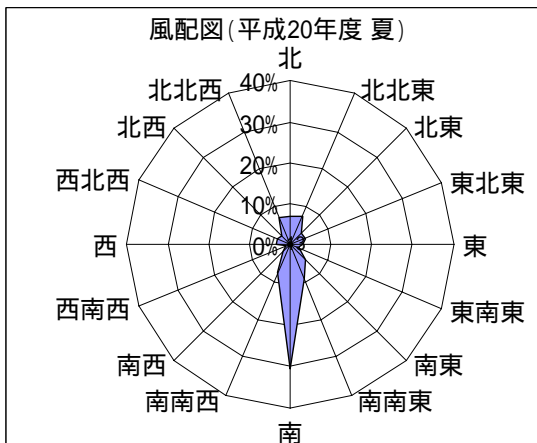 風配図(平成20年度 夏)
北
北北東
北東
東北東
東
東南東
南東
南南東
南
南南西
南西
西南西
西
西北西
北西
北北西
40%
30%
20%
10%
0%